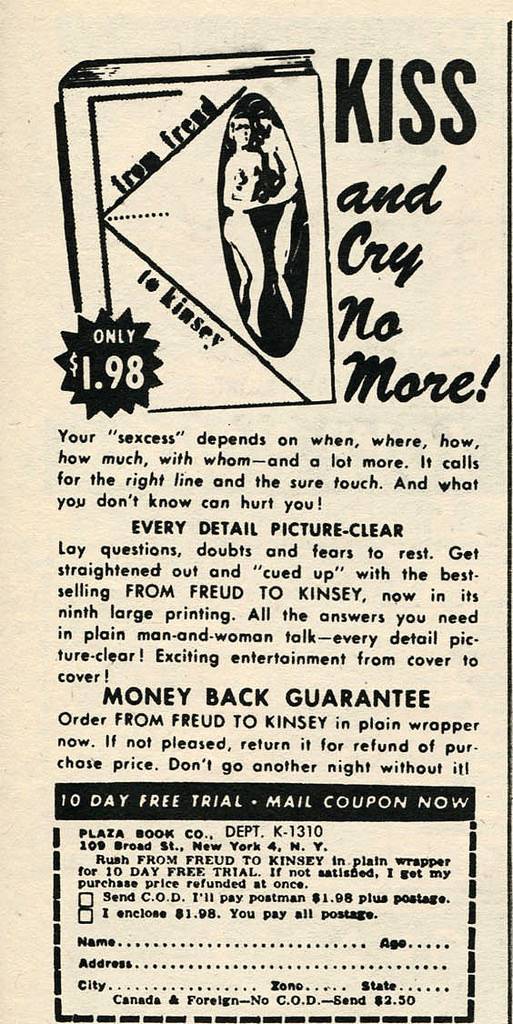 KISS
and
Cry
No
More!
from freud
to kinsey
ONLY
$1.98
Your "sexcess" depends on when, where, how,
how much, with whom—and a lot more. It calls
for the right line and the sure touch. And what
you don't know can hurt you!
EVERY DETAIL PICTURE-CLEAR
Lay questions, doubts and fears to rest. Get
straightened out and "cued up" with the best-
selling FROM FREUD TO KINSEY, now in its
ninth large printing. All the answers you need
in plain man-and-woman talk—every detail pic-
ture-clear! Exciting entertainment from cover to
cover!
MONEY BACK GUARANTEE
Order FROM FREUD TO KINSEY in plain wrapper
now. If not pleased, return it for refund of pur-
chase price. Don't go another night without it!
10 DAY FREE TRIAL • MAIL COUPON NOW
PLAZA BOOK CO., DEPT. K-1310
109 Broad St., New York 4, N. Y.
Rush FROM FREUD TO KINSEY in plain wrapper
for 10 DAY FREE TRIAL. If not satisfied, I get my
purchase price refunded at once.
Send C.O.D. I'll pay postman $1.98 plus postage.
I enclose $1.98. You pay all postage.
Name.......................................... Age.....
Address...................................................
City.................... Zone..... State.......
Canada & Foreign—No C.O.D.—Send $2.50